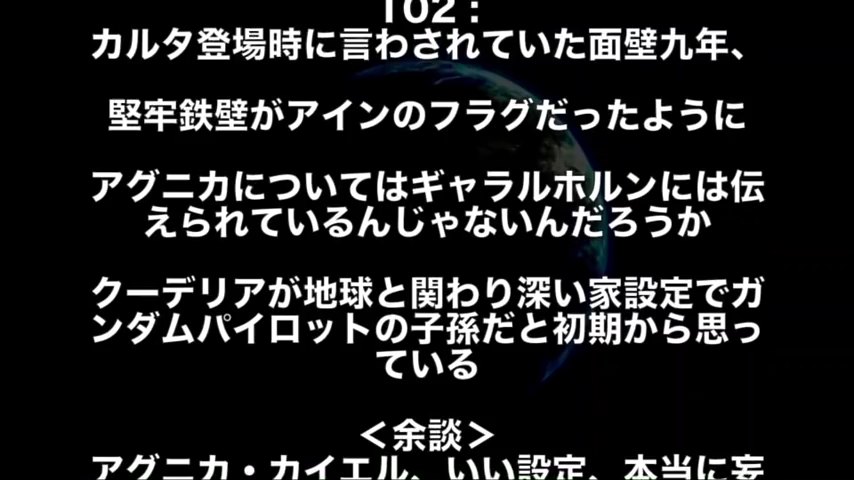 102：
カルタ登場時に言わされていた面壁九年、
堅牢鉄壁がアインのフラグだったように
アグニカについてはギャラルホルンには伝
えられているんじゃないんだろうか
クーデリアが地球と関わり深い家設定でガ
ンダムパイロットの子孫だと初期から思っ
ている
＜余談＞
アグニカ・カイエル、いい設定、本当に妄